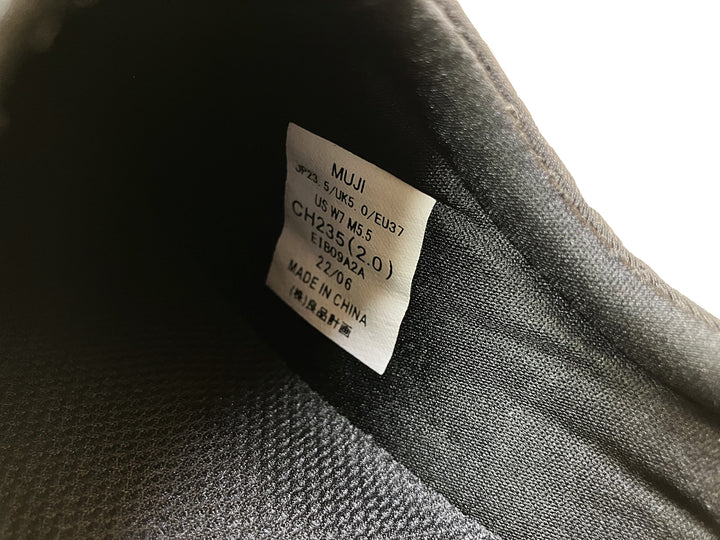 MUJI
JP23.5/UK5.0/EU37
US W7 M5.5
CH235(2.0)
E1B09A2A
22/06
MADE IN CHINA
(株)良品計画